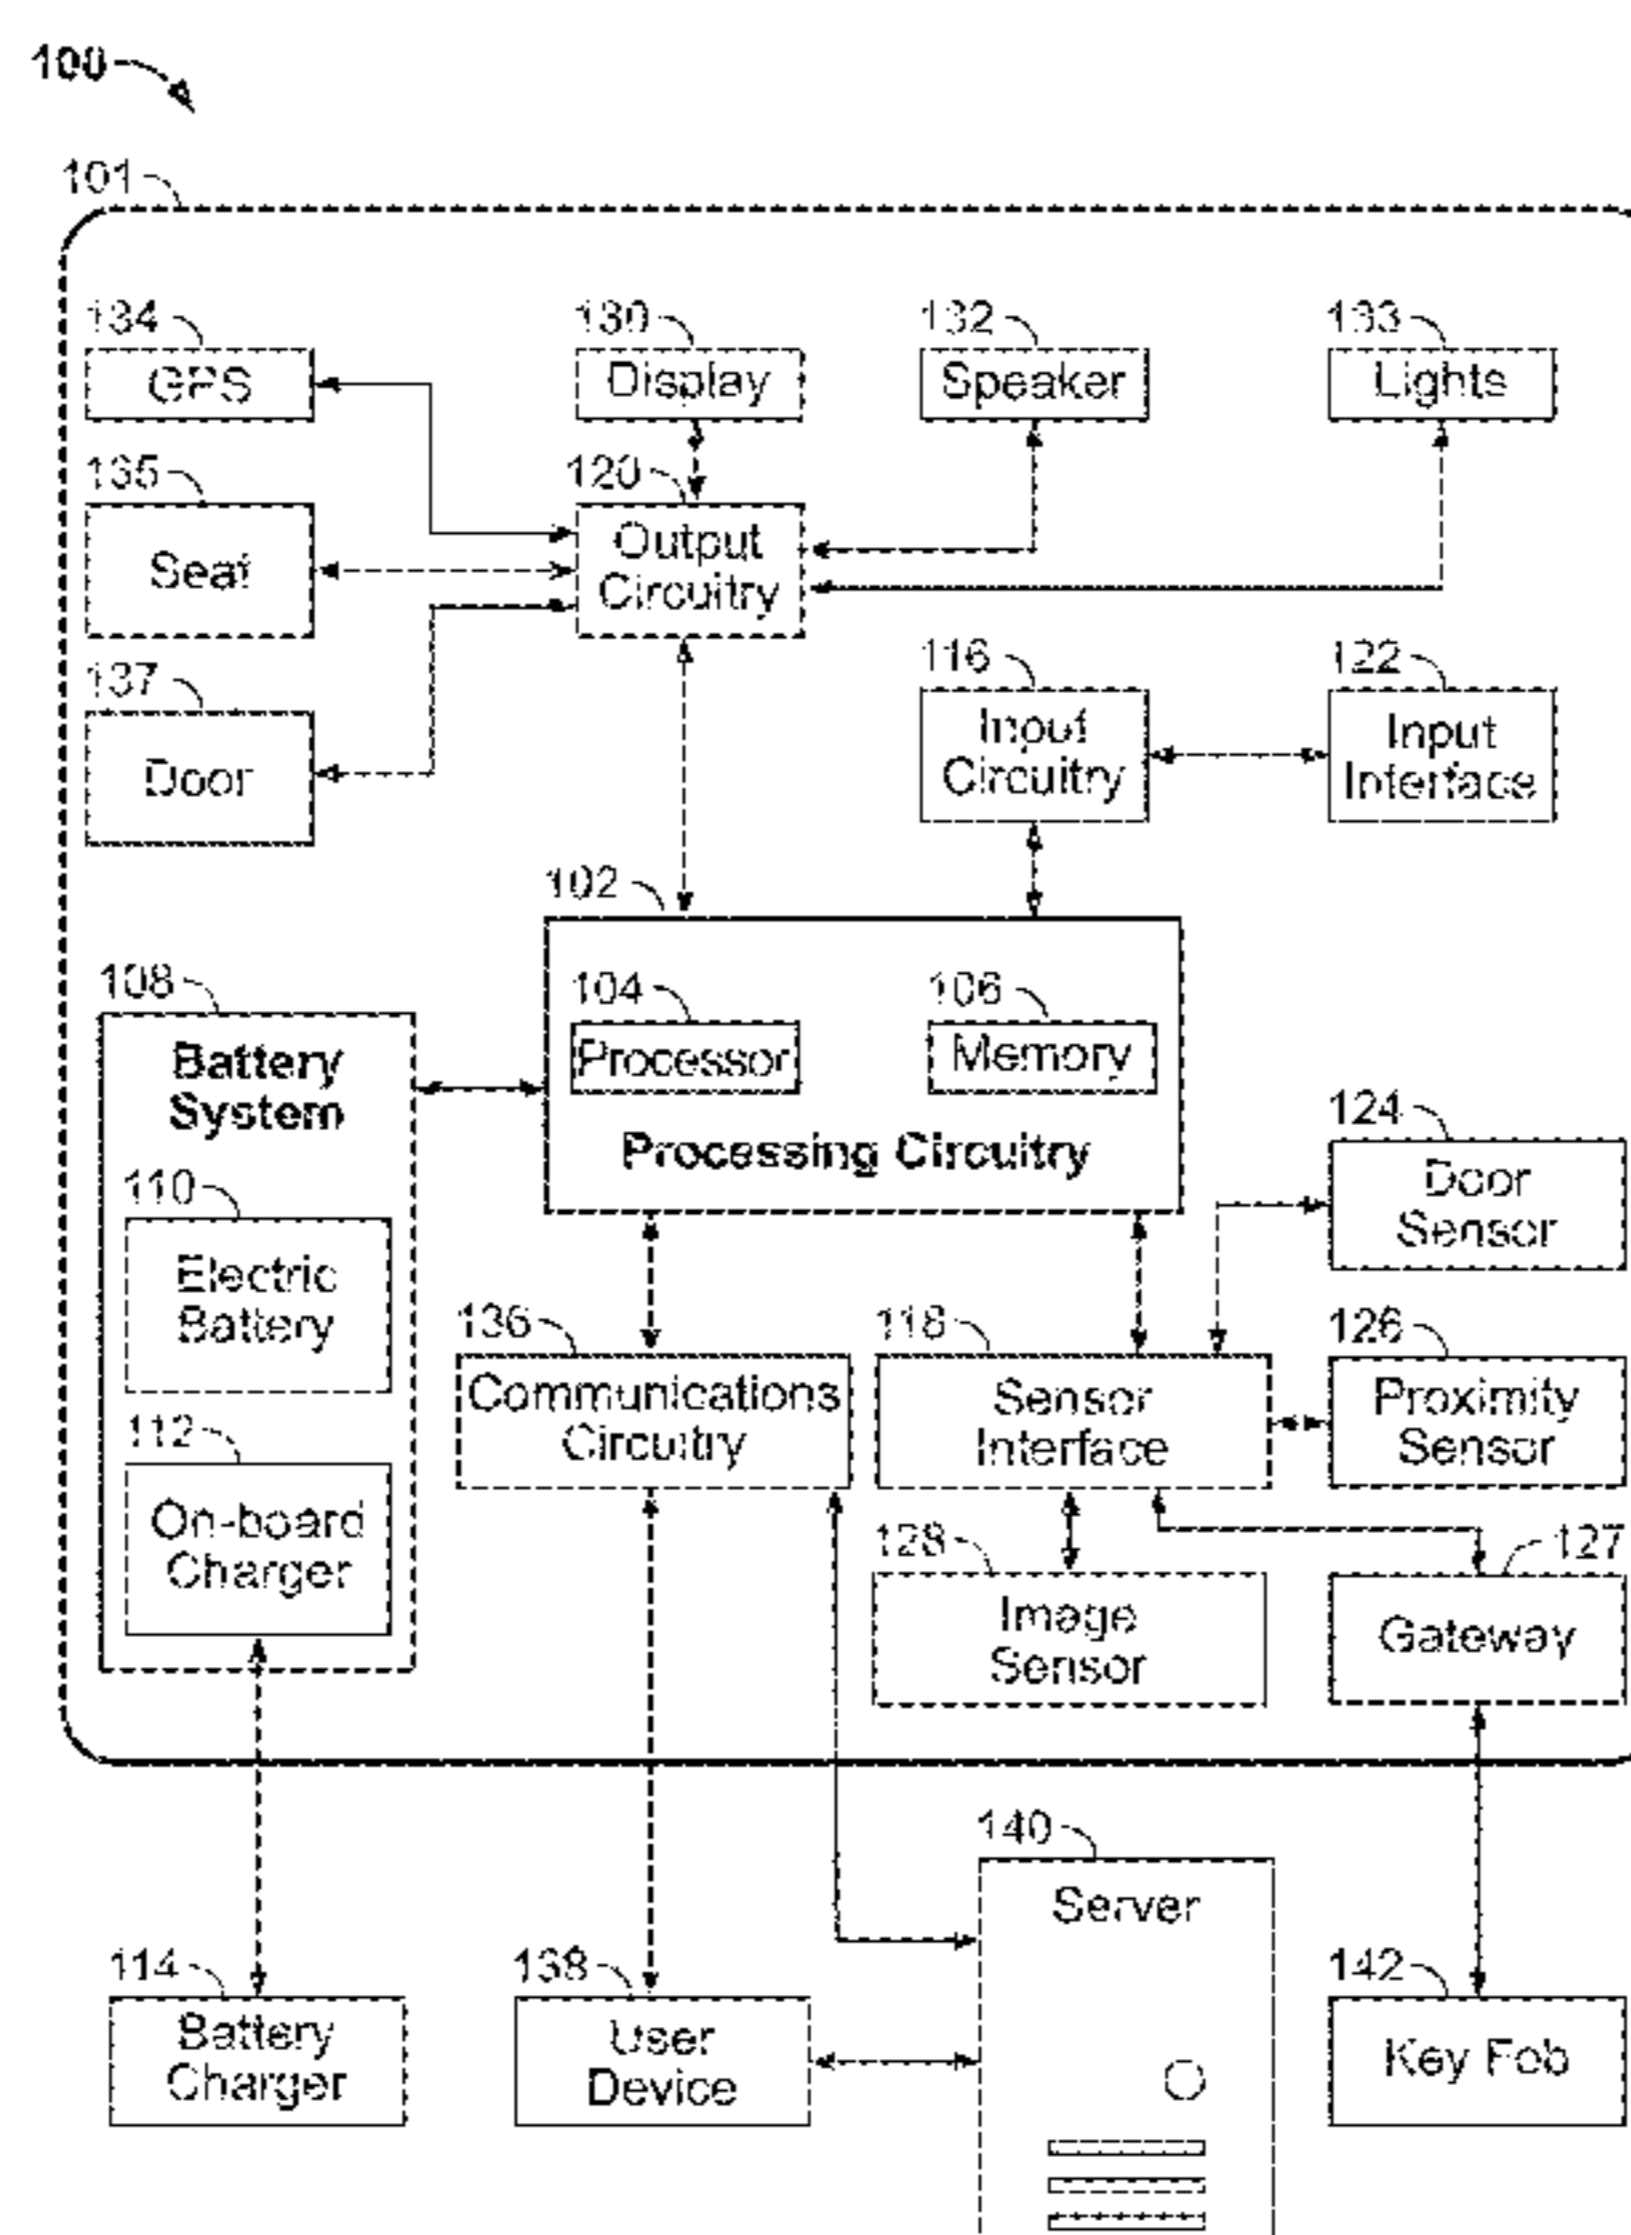 100
101
134
130
132
133
GPS
Display
Speaker
Lights
135
120
Seat
Output
Circuitry
137
116
122
Door
Input
Circuitry
Input
Interface
102
108
104
106
Battery
System
Processor
Memory
Processing Circuitry
124
Door
Sensor
110
Electric
Battery
136
118
126
Communications
Circuitry
Sensor
Interface
Proximity
Sensor
112
On-board
Charger
128
127
Image
Sensor
Gateway
140
Server
114
138
142
Battery
Charger
User
Device
Key Fob